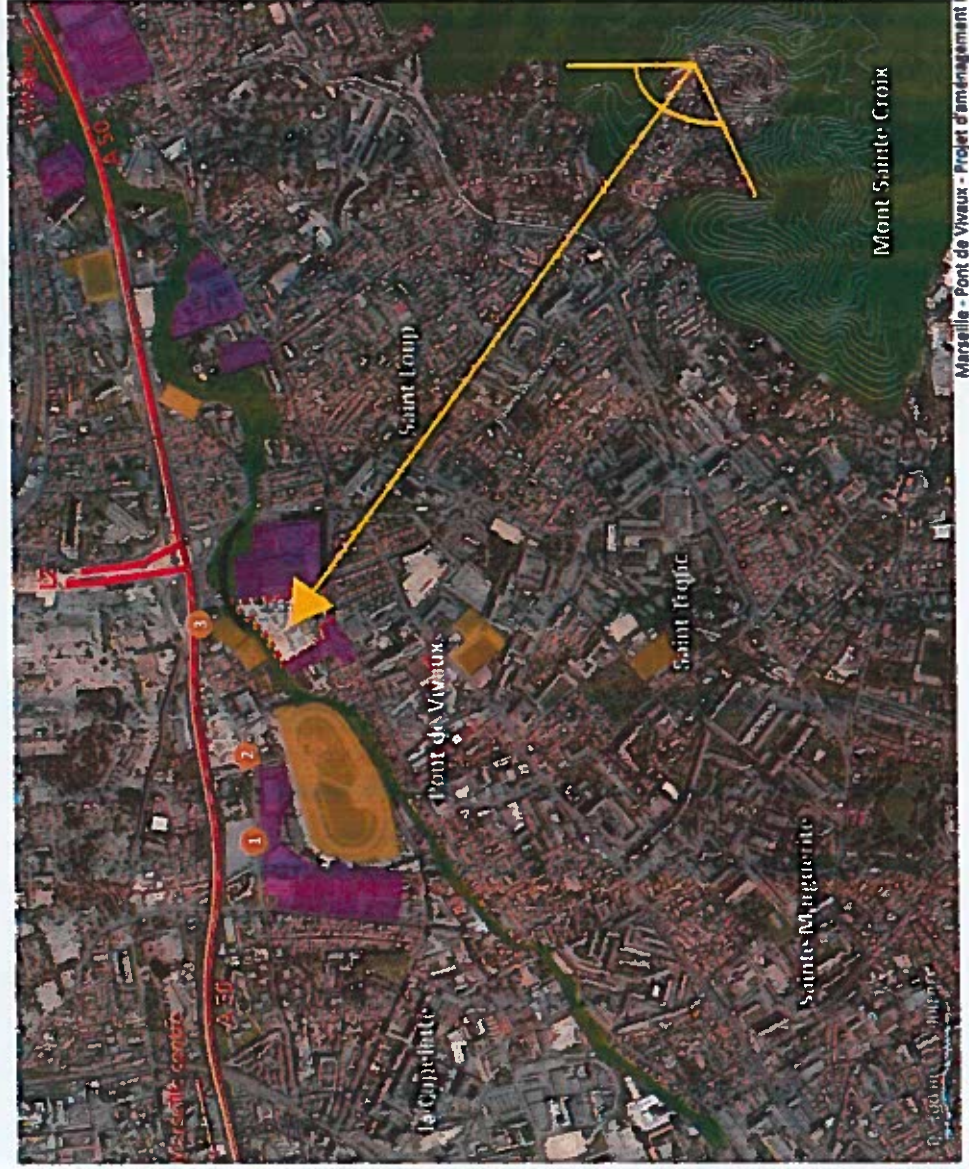 L2
A 50
Marseille centre
3
A 50
2
1
Saint Loup
La Capelette
Pont de Vivaux
Saint Tronc
Sainte Marguerite
Mont Sainte Croix
Marseille - Pont de Vivaux - Projet d'aménagement